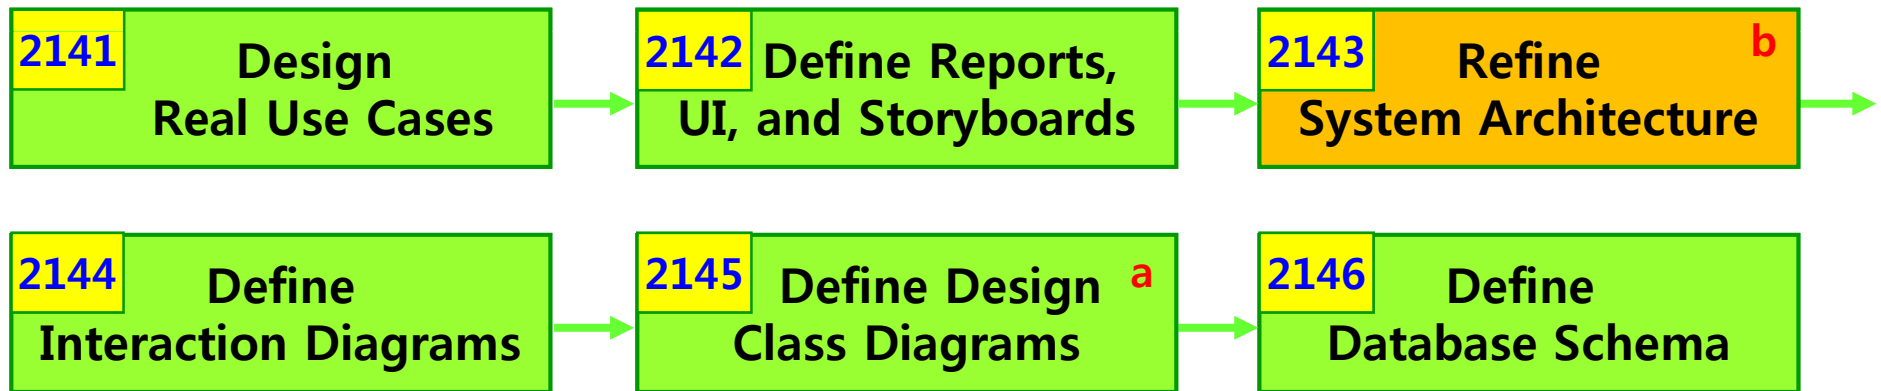 2141
Design
Real Use Cases
2142
Define Reports,
UI, and Storyboards
2143
Refine
b
System Architecture
2144
Define
Interaction Diagrams
2145
Define Design
a
Class Diagrams
2146
Define
Database Schema